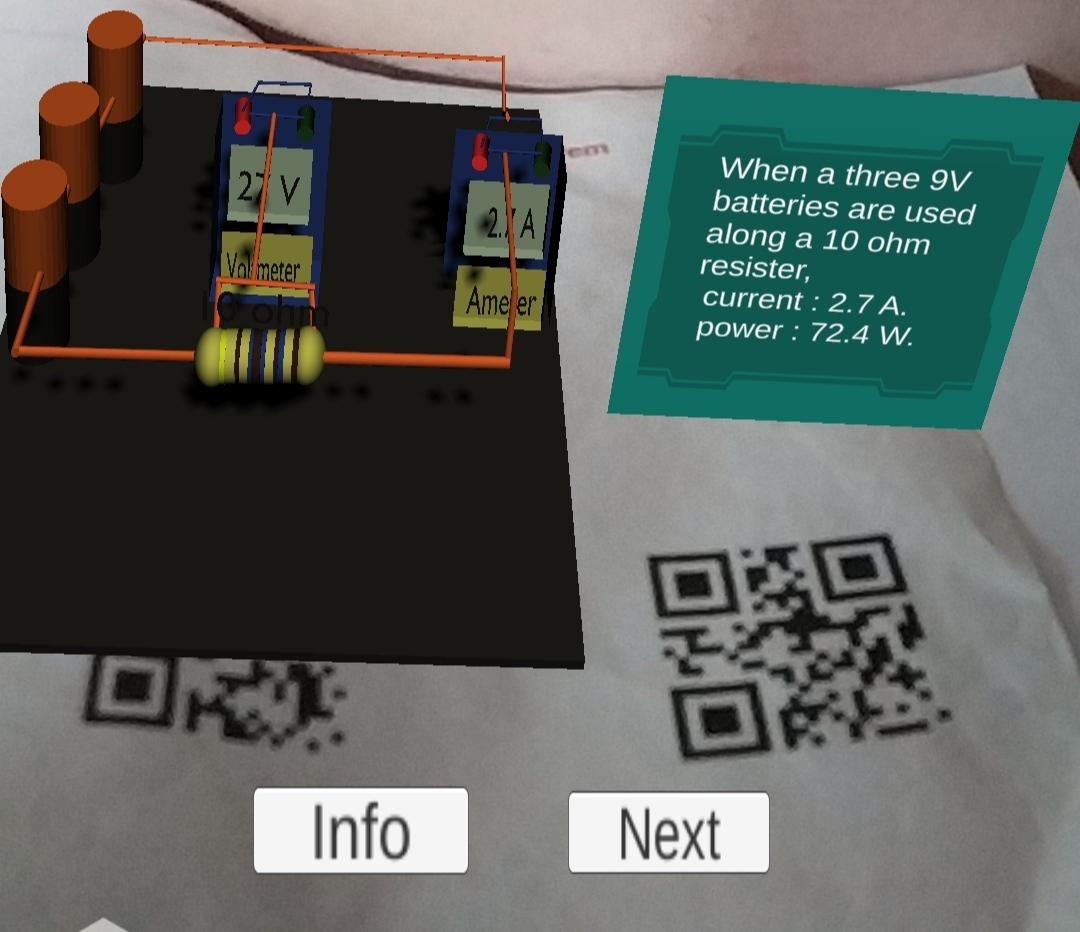 27 V
2.7 A
Voltmeter
Ameter
10 ohm
When a three 9V
batteries are used
along a 10 ohm
resister,
current : 2.7 A.
power : 72.4 W.
Info
Next